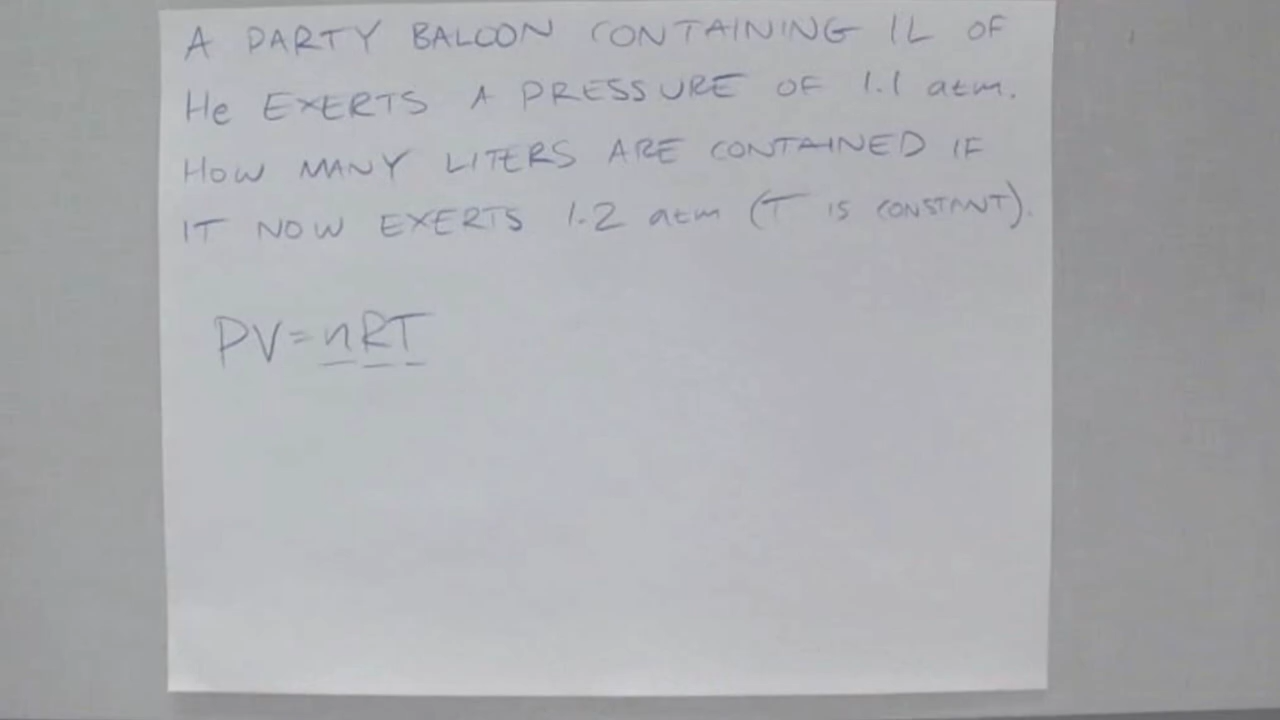 A PARTY BALOON CONTAINING 1L OF
He EXERTS A PRESSURE OF 1.1 atm.
HOW MANY LITERS ARE CONTAINED IF
IT NOW EXERTS 1.2 atm (T IS CONSTANT).
PV=nRT